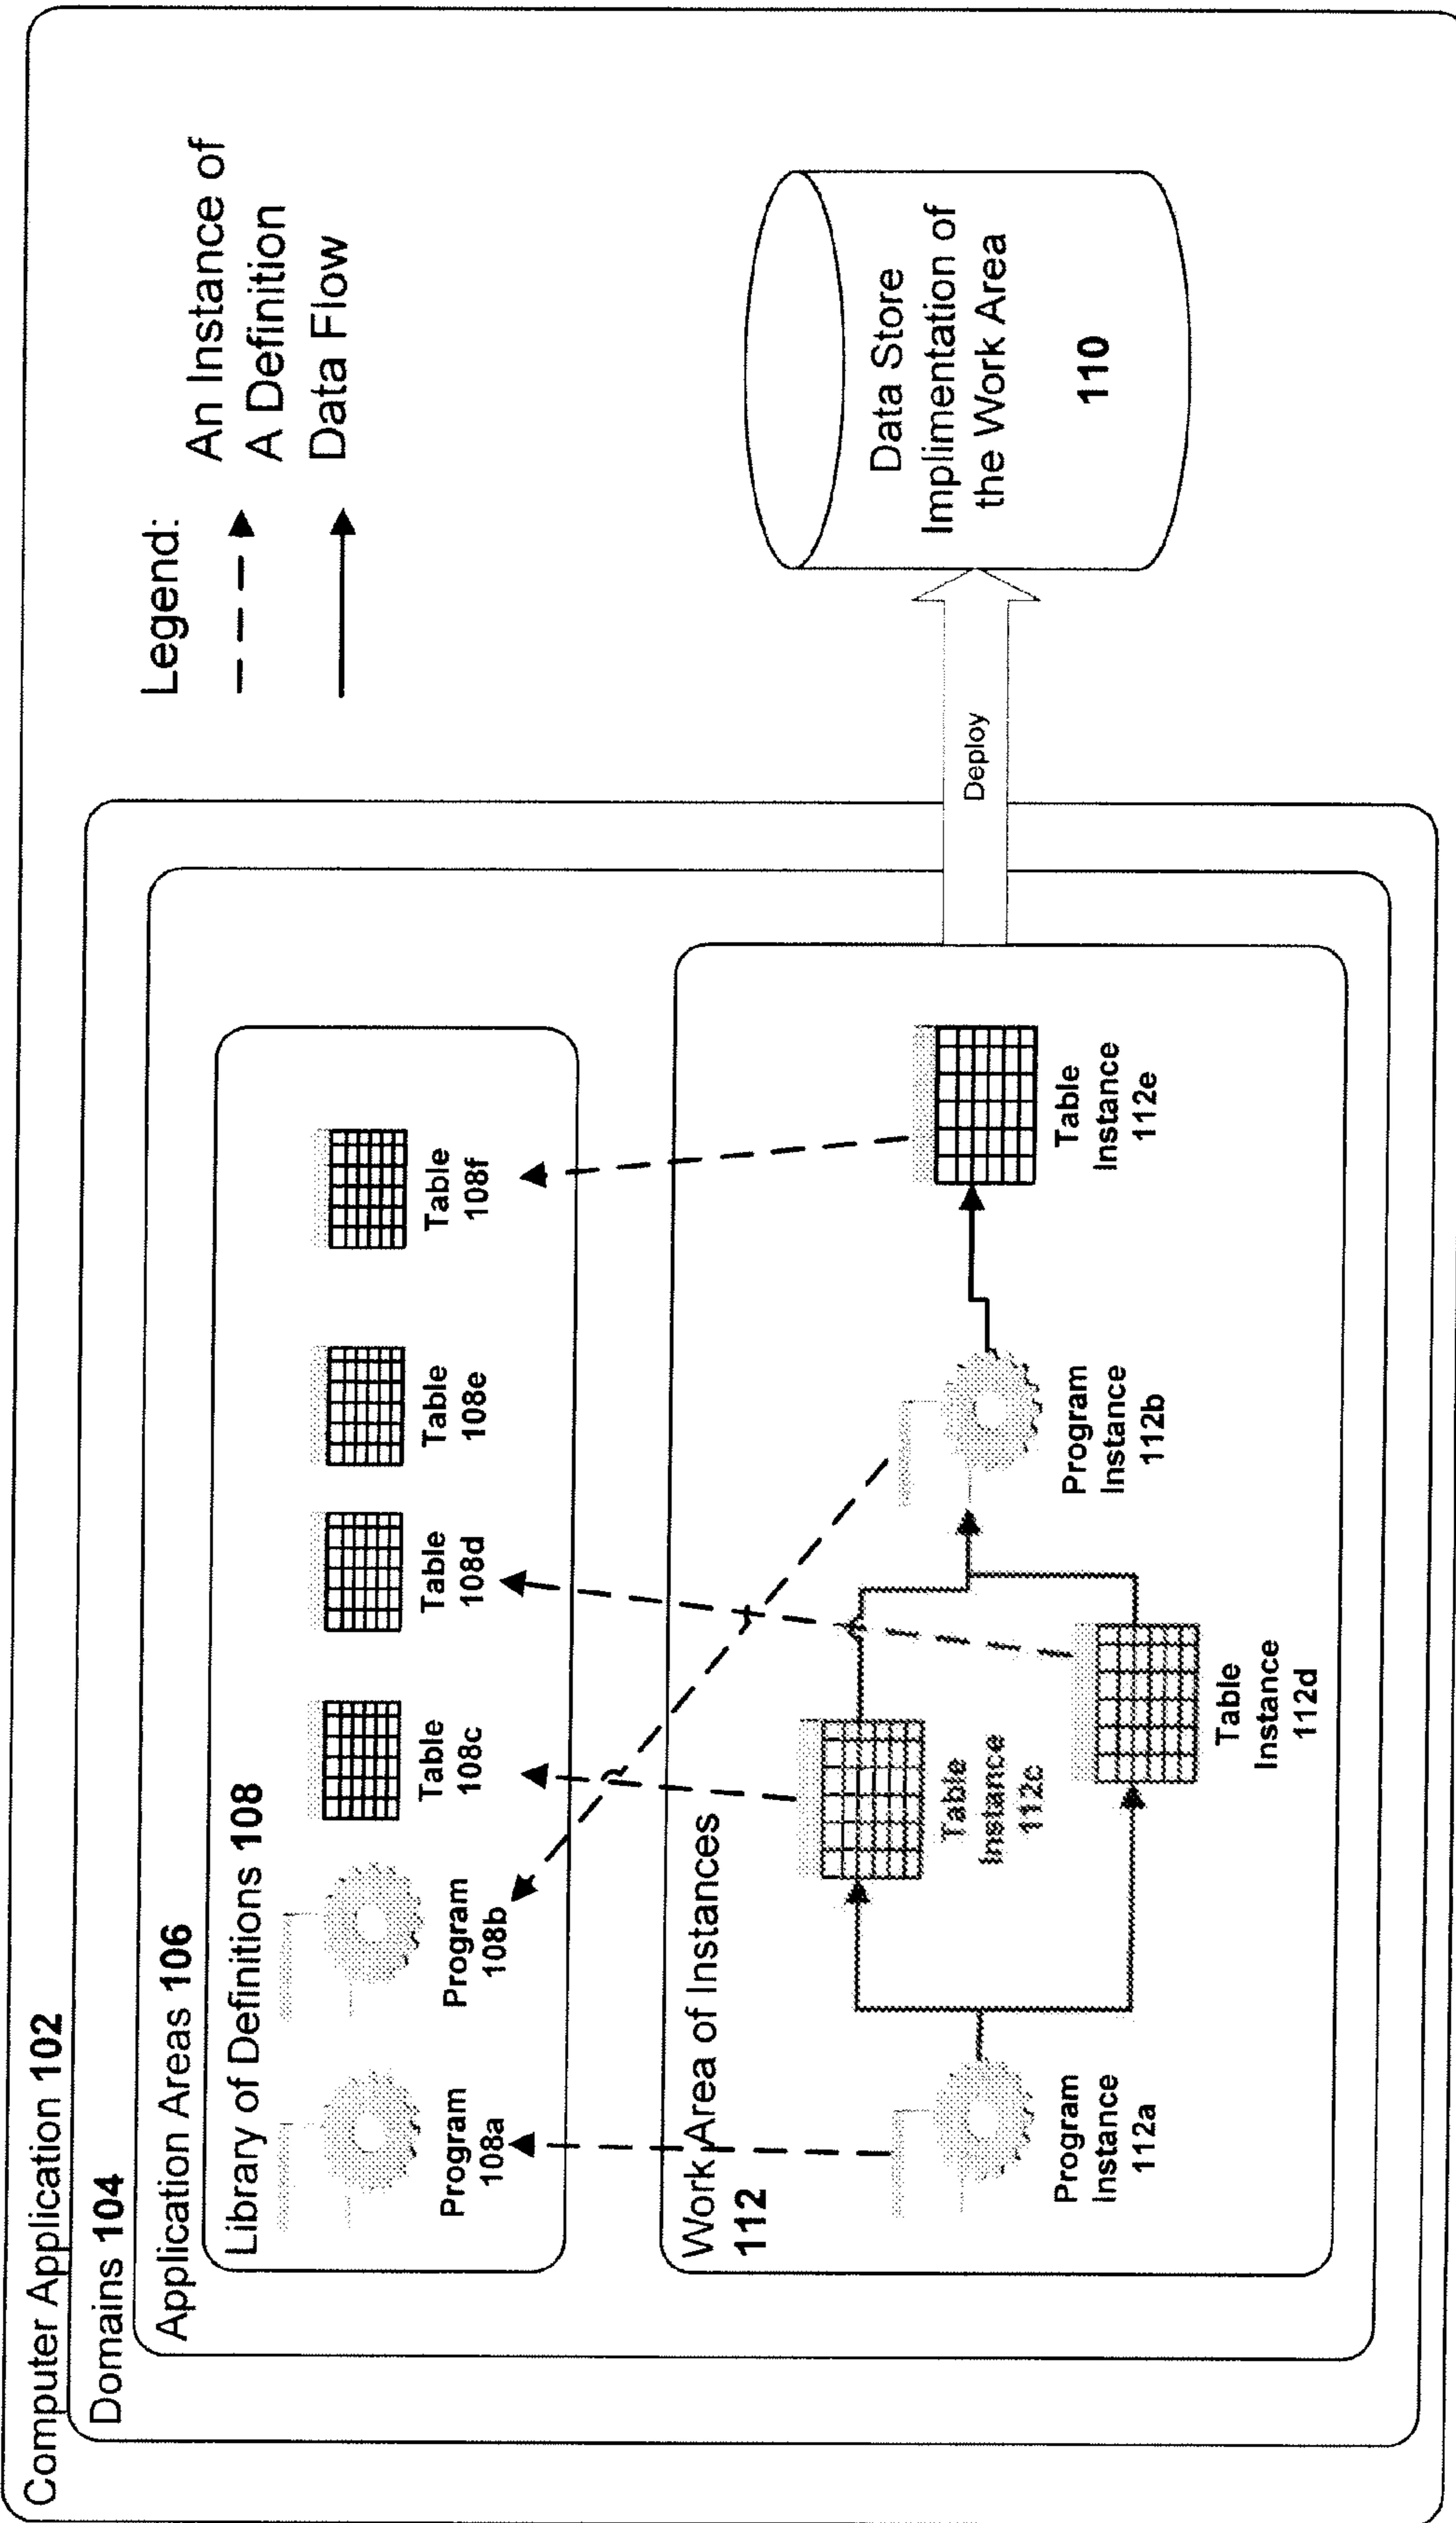 Computer Application 102
Domains 104
Application Areas 106
Library of Definitions 108
Program
108a
Program
108b
Table
108c
Table
108d
Table
108e
Table
108f
Work Area of Instances
112
Program
Instance
112a
Table
Instance
112c
Table
Instance
112d
Program
Instance
112b
Table
Instance
112e
Deploy
Legend:
An Instance of
A Definition
Data Flow
Data Store
Implimentation of
the Work Area
110